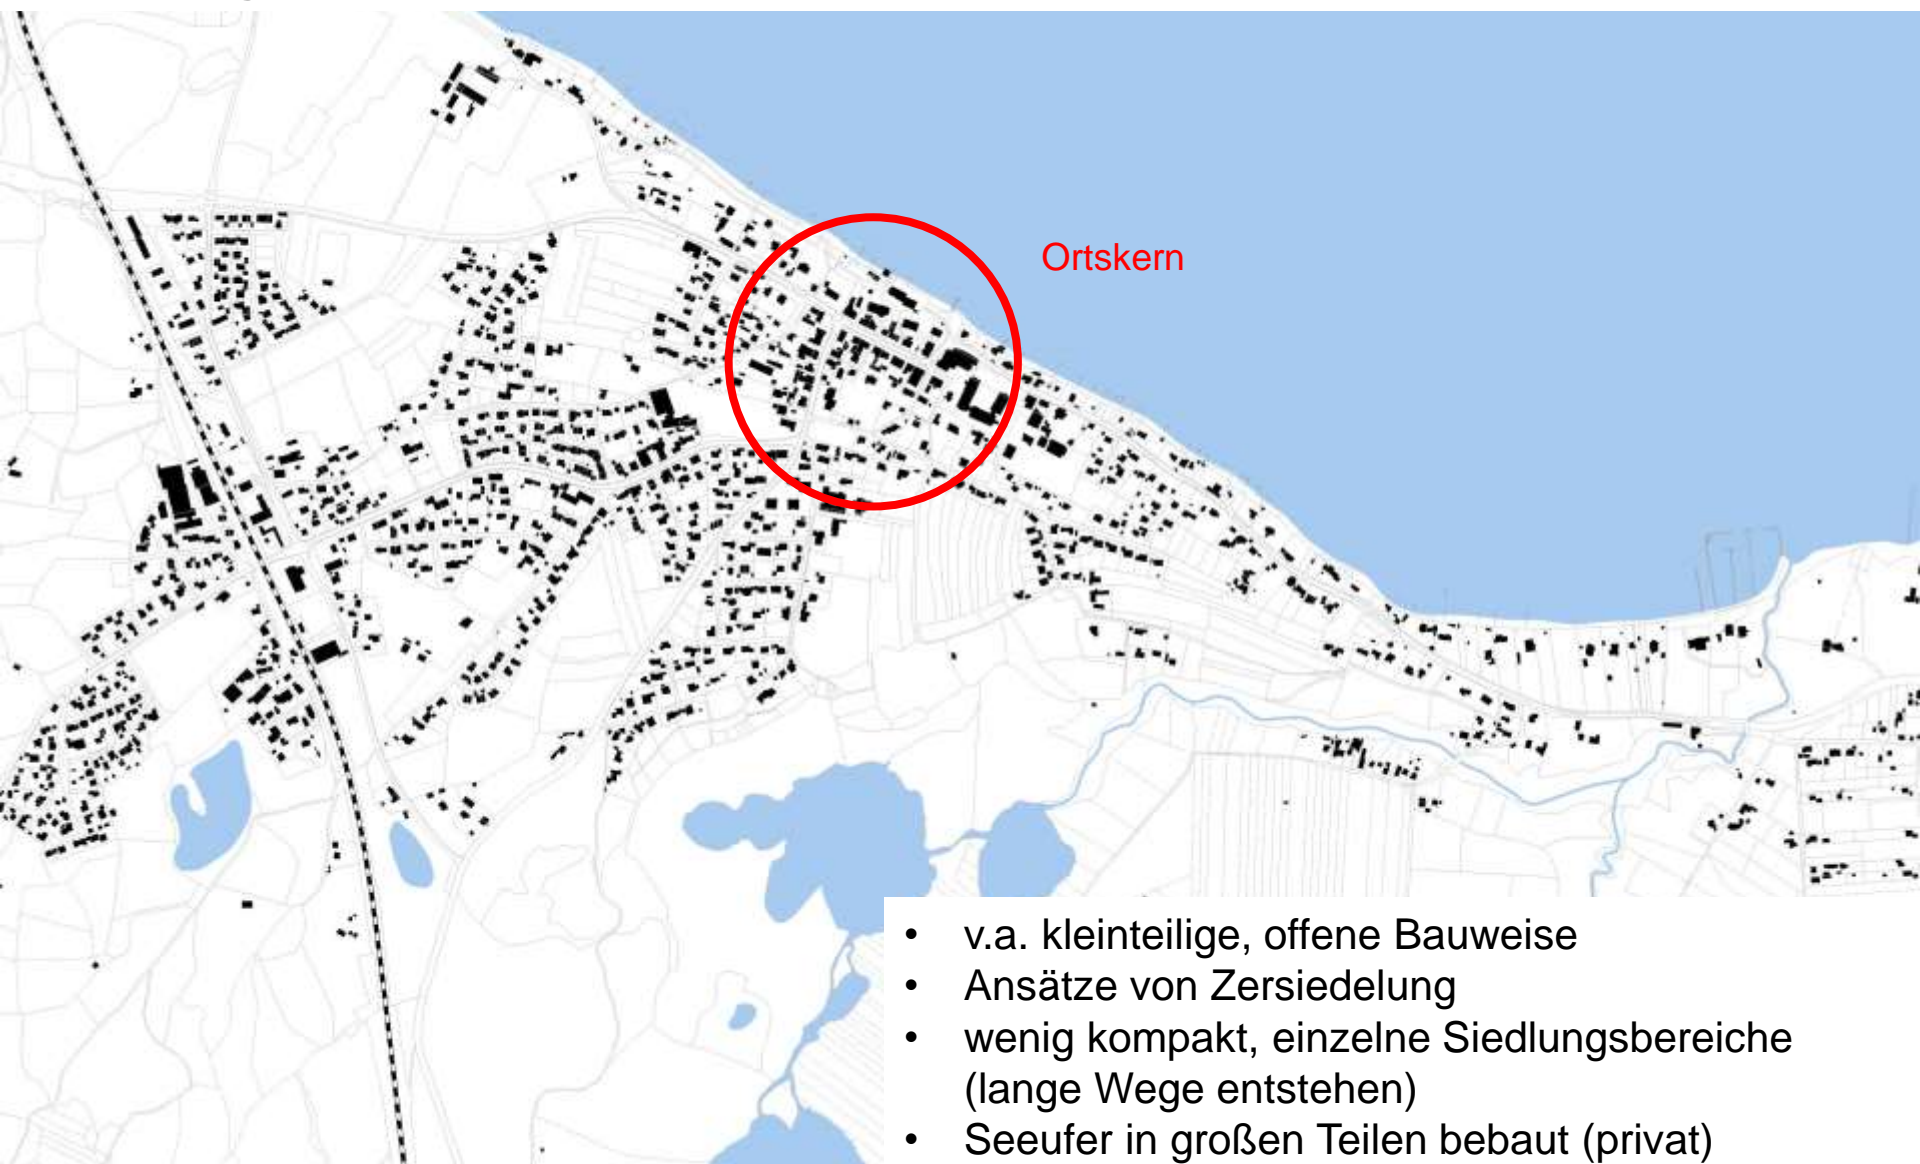 Ortskern
• v.a. kleinteilige, offene Bauweise
• Ansätze von Zersiedelung
• wenig kompakt, einzelne Siedlungsbereiche
(lange Wege entstehen)
• Seeufer in großen Teilen bebaut (privat)